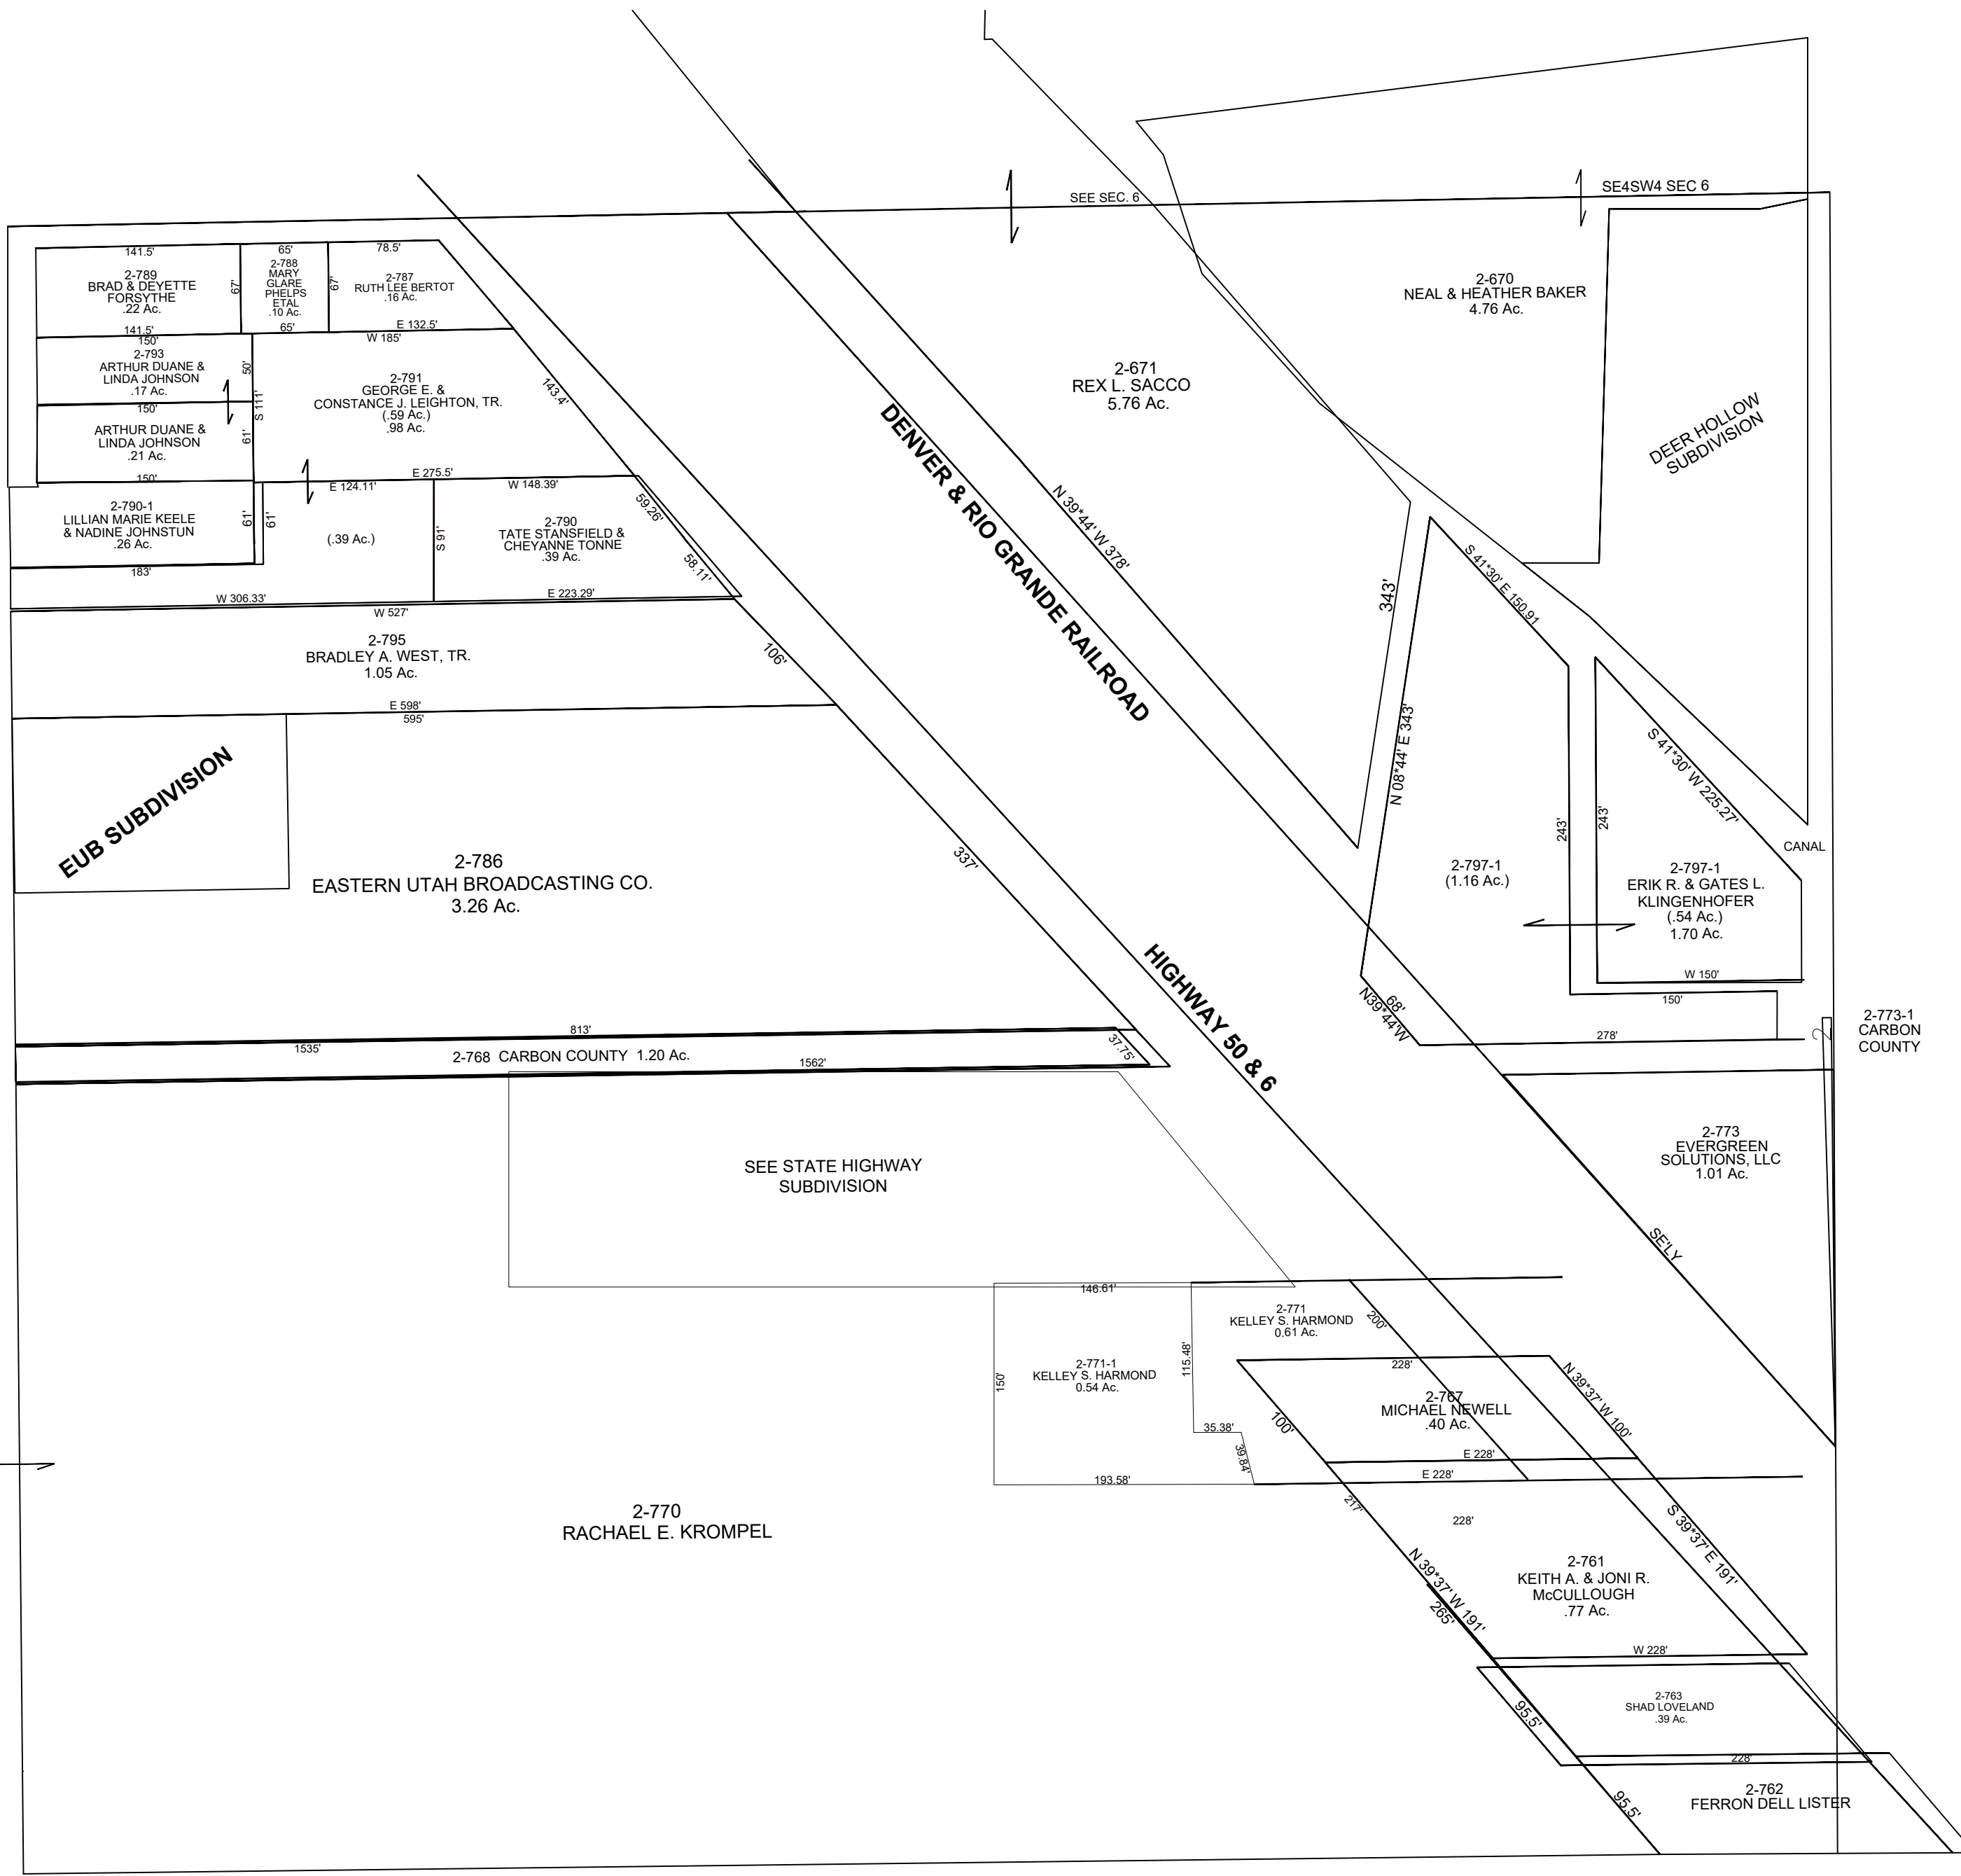 SEE SEC. 6
SE4SW4 SEC 6
141.5'
2-789
BRAD & DEYETTE
FORSYTHE
.22 Ac.
67'
141.5'
65'
2-788
MARY
GLARE
PHELPS
ETAL
.10 Ac.
65'
67'
78.5'
2-787
RUTH LEE BERTOT
.16 Ac.
E 132.5'
150'
2-793
ARTHUR DUANE &
LINDA JOHNSON
.17 Ac.
50'
150'
ARTHUR DUANE &
LINDA JOHNSON
.21 Ac.
61'
150'
S 111'
W 185'
2-791
GEORGE E. &
CONSTANCE J. LEIGHTON, TR.
(.59 Ac.)
.98 Ac.
143.4'
E 275.5'
2-790-1
LILLIAN MARIE KEELE
& NADINE JOHNSTUN
.26 Ac.
61'
61'
183'
E 124.11'
(.39 Ac.)
S 91'
W 306.33'
W 148.39'
2-790
TATE STANSFIELD &
CHEYANNE TONNE
.39 Ac.
59.26'
58.11'
E 223.29'
W 527'
2-795
BRADLEY A. WEST, TR.
1.05 Ac.
106'
E 598'
595'
EUB SUBDIVISION
2-786
EASTERN UTAH BROADCASTING CO.
3.26 Ac.
337'
813'
1535'
2-768 CARBON COUNTY 1.20 Ac.
1562'
37.75'
DENVER & RIO GRANDE RAILROAD
HIGHWAY 50 & 6
2-671
REX L. SACCO
5.76 Ac.
N 39*44' W 378'
343'
2-670
NEAL & HEATHER BAKER
4.76 Ac.
DEER HOLLOW
SUBDIVISION
S 41*30' E 150.91
N 08*44' E 343'
2-797-1
(1.16 Ac.)
243'
243'
S 41*30' W 225.27'
CANAL
2-797-1
ERIK R. & GATES L.
KLINGENHOFER
(.54 Ac.)
1.70 Ac.
W 150'
150'
68'
N39*44'W
278'
2
2-773-1
CARBON
COUNTY
2-773
EVERGREEN
SOLUTIONS, LLC
1.01 Ac.
SE'LY
SEE STATE HIGHWAY
SUBDIVISION
146.61'
2-771-1
KELLEY S. HARMOND
0.54 Ac.
150'
115.48'
35.38'
39.84'
193.58'
2-771
KELLEY S. HARMOND
0.61 Ac.
200'
228'
2-767
MICHAEL NEWELL
.40 Ac.
N 39*37' W 100'
100'
E 228'
E 228'
217'
228'
2-761
KEITH A. & JONI R.
McCULLOUGH
.77 Ac.
S 39*37' E 191'
N 39*37' W 191'
265'
W 228'
2-770
RACHAEL E. KROMPEL
2-763
SHAD LOVELAND
.39 Ac.
95.5'
228'
2-762
FERRON DELL LISTER
95.5'